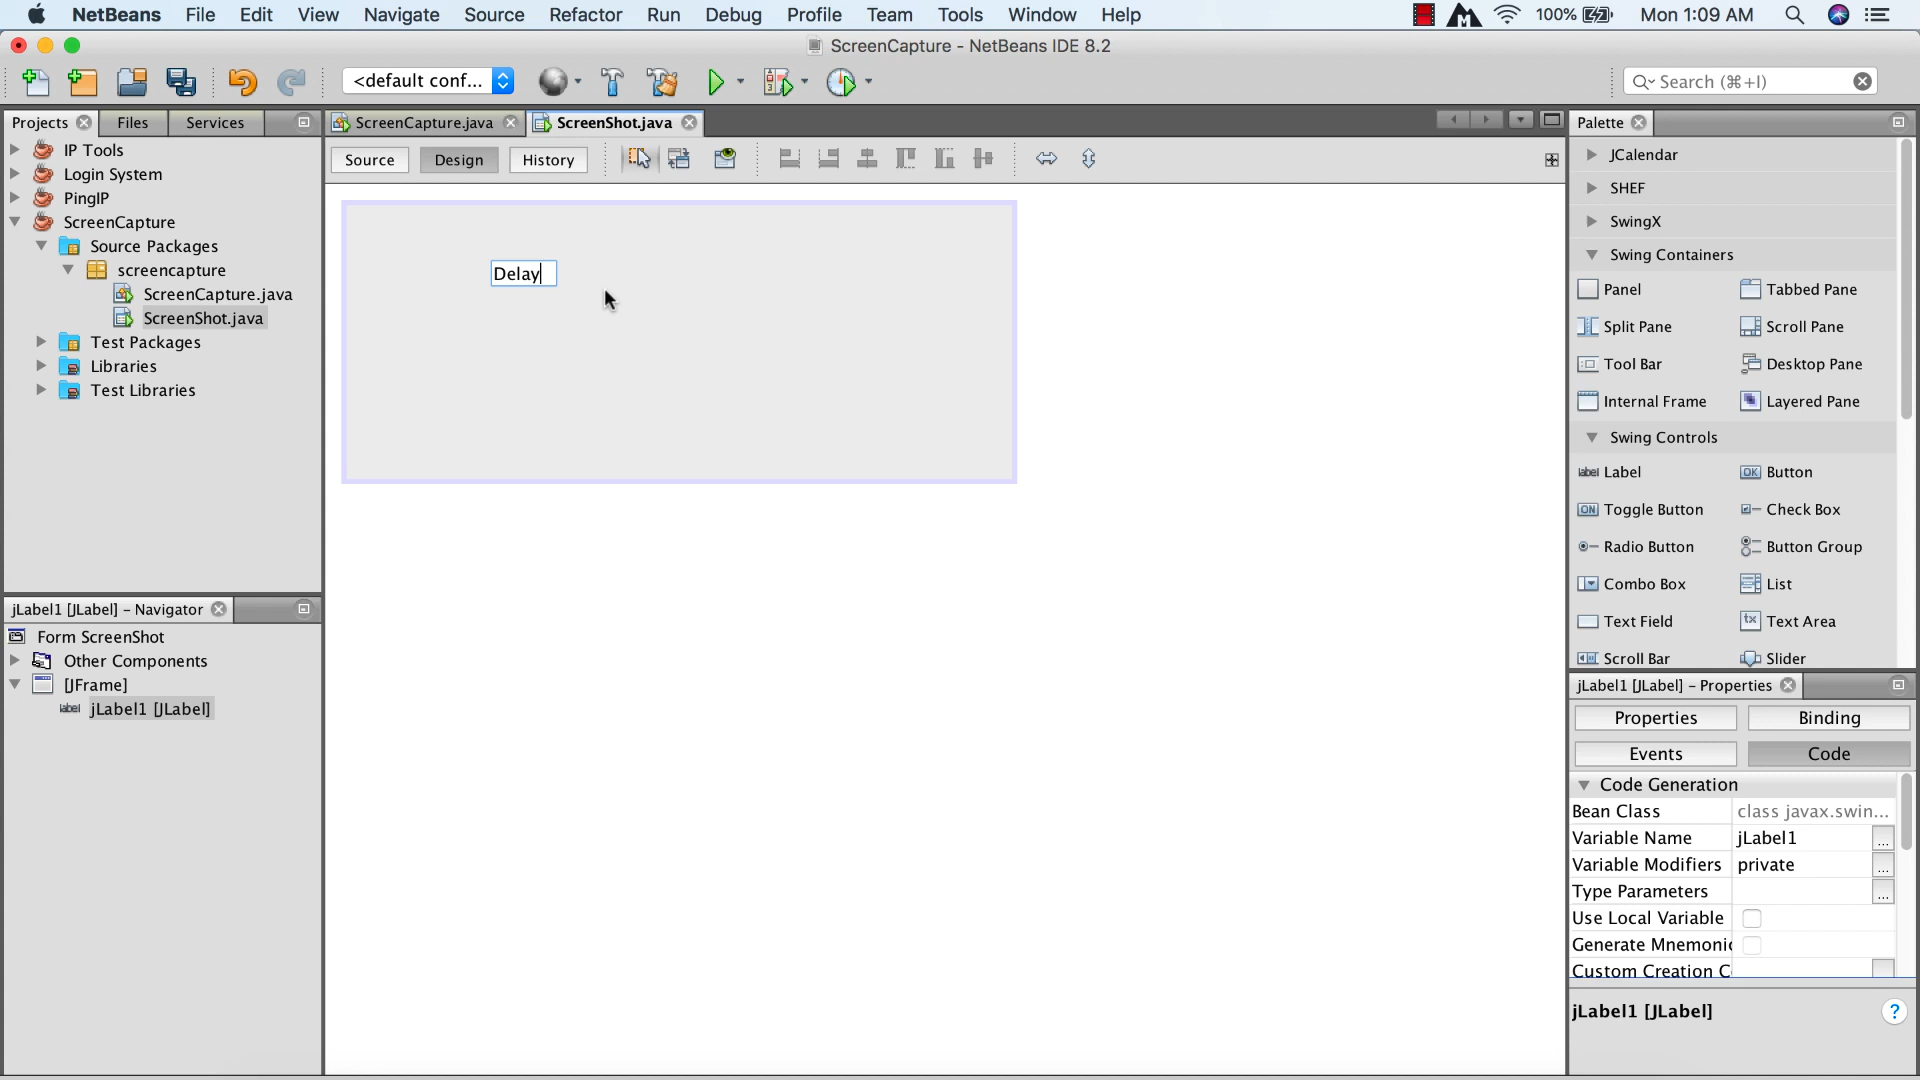 NetBeans File Edit View Navigate Source Refactor Run Debug Profile Team Tools Window Help 100% Mon 1:09 AM
ScreenCapture - NetBeans IDE 8.2
<default conf... Search (⌘+I)
Projects Files Services ScreenCapture.java ScreenShot.java Palette
Source Design History
IP Tools
Login System
PingIP
ScreenCapture
Source Packages
screencapture
ScreenCapture.java
ScreenShot.java
Test Packages
Libraries
Test Libraries
Delay
JCalendar
SHEF
SwingX
Swing Containers
Panel Tabbed Pane
Split Pane Scroll Pane
Tool Bar Desktop Pane
Internal Frame Layered Pane
Swing Controls
label Label OK Button
ON Toggle Button Check Box
Radio Button Button Group
Combo Box List
Text Field tx Text Area
Scroll Bar Slider
jLabel1 [JLabel] - Navigator
Form ScreenShot
Other Components
[JFrame]
label jLabel1 [JLabel]
jLabel1 [JLabel] - Properties
Properties Binding
Events Code
Code Generation
Bean Class class javax.swin...
Variable Name jLabel1 ...
Variable Modifiers private ...
Type Parameters ...
Use Local Variable
Generate Mnemonic
Custom Creation C
jLabel1 [JLabel] ?